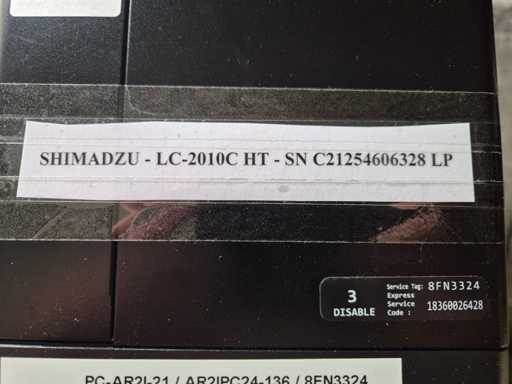 SHIMADZU - LC-2010C HT - SN C21254606328 LP
3
DISABLE
Service Tag: 8FN3324
Express
Service
Code : 18360026428
PC-AR2I-21 / AR2IPC24-136 / 8FN3324